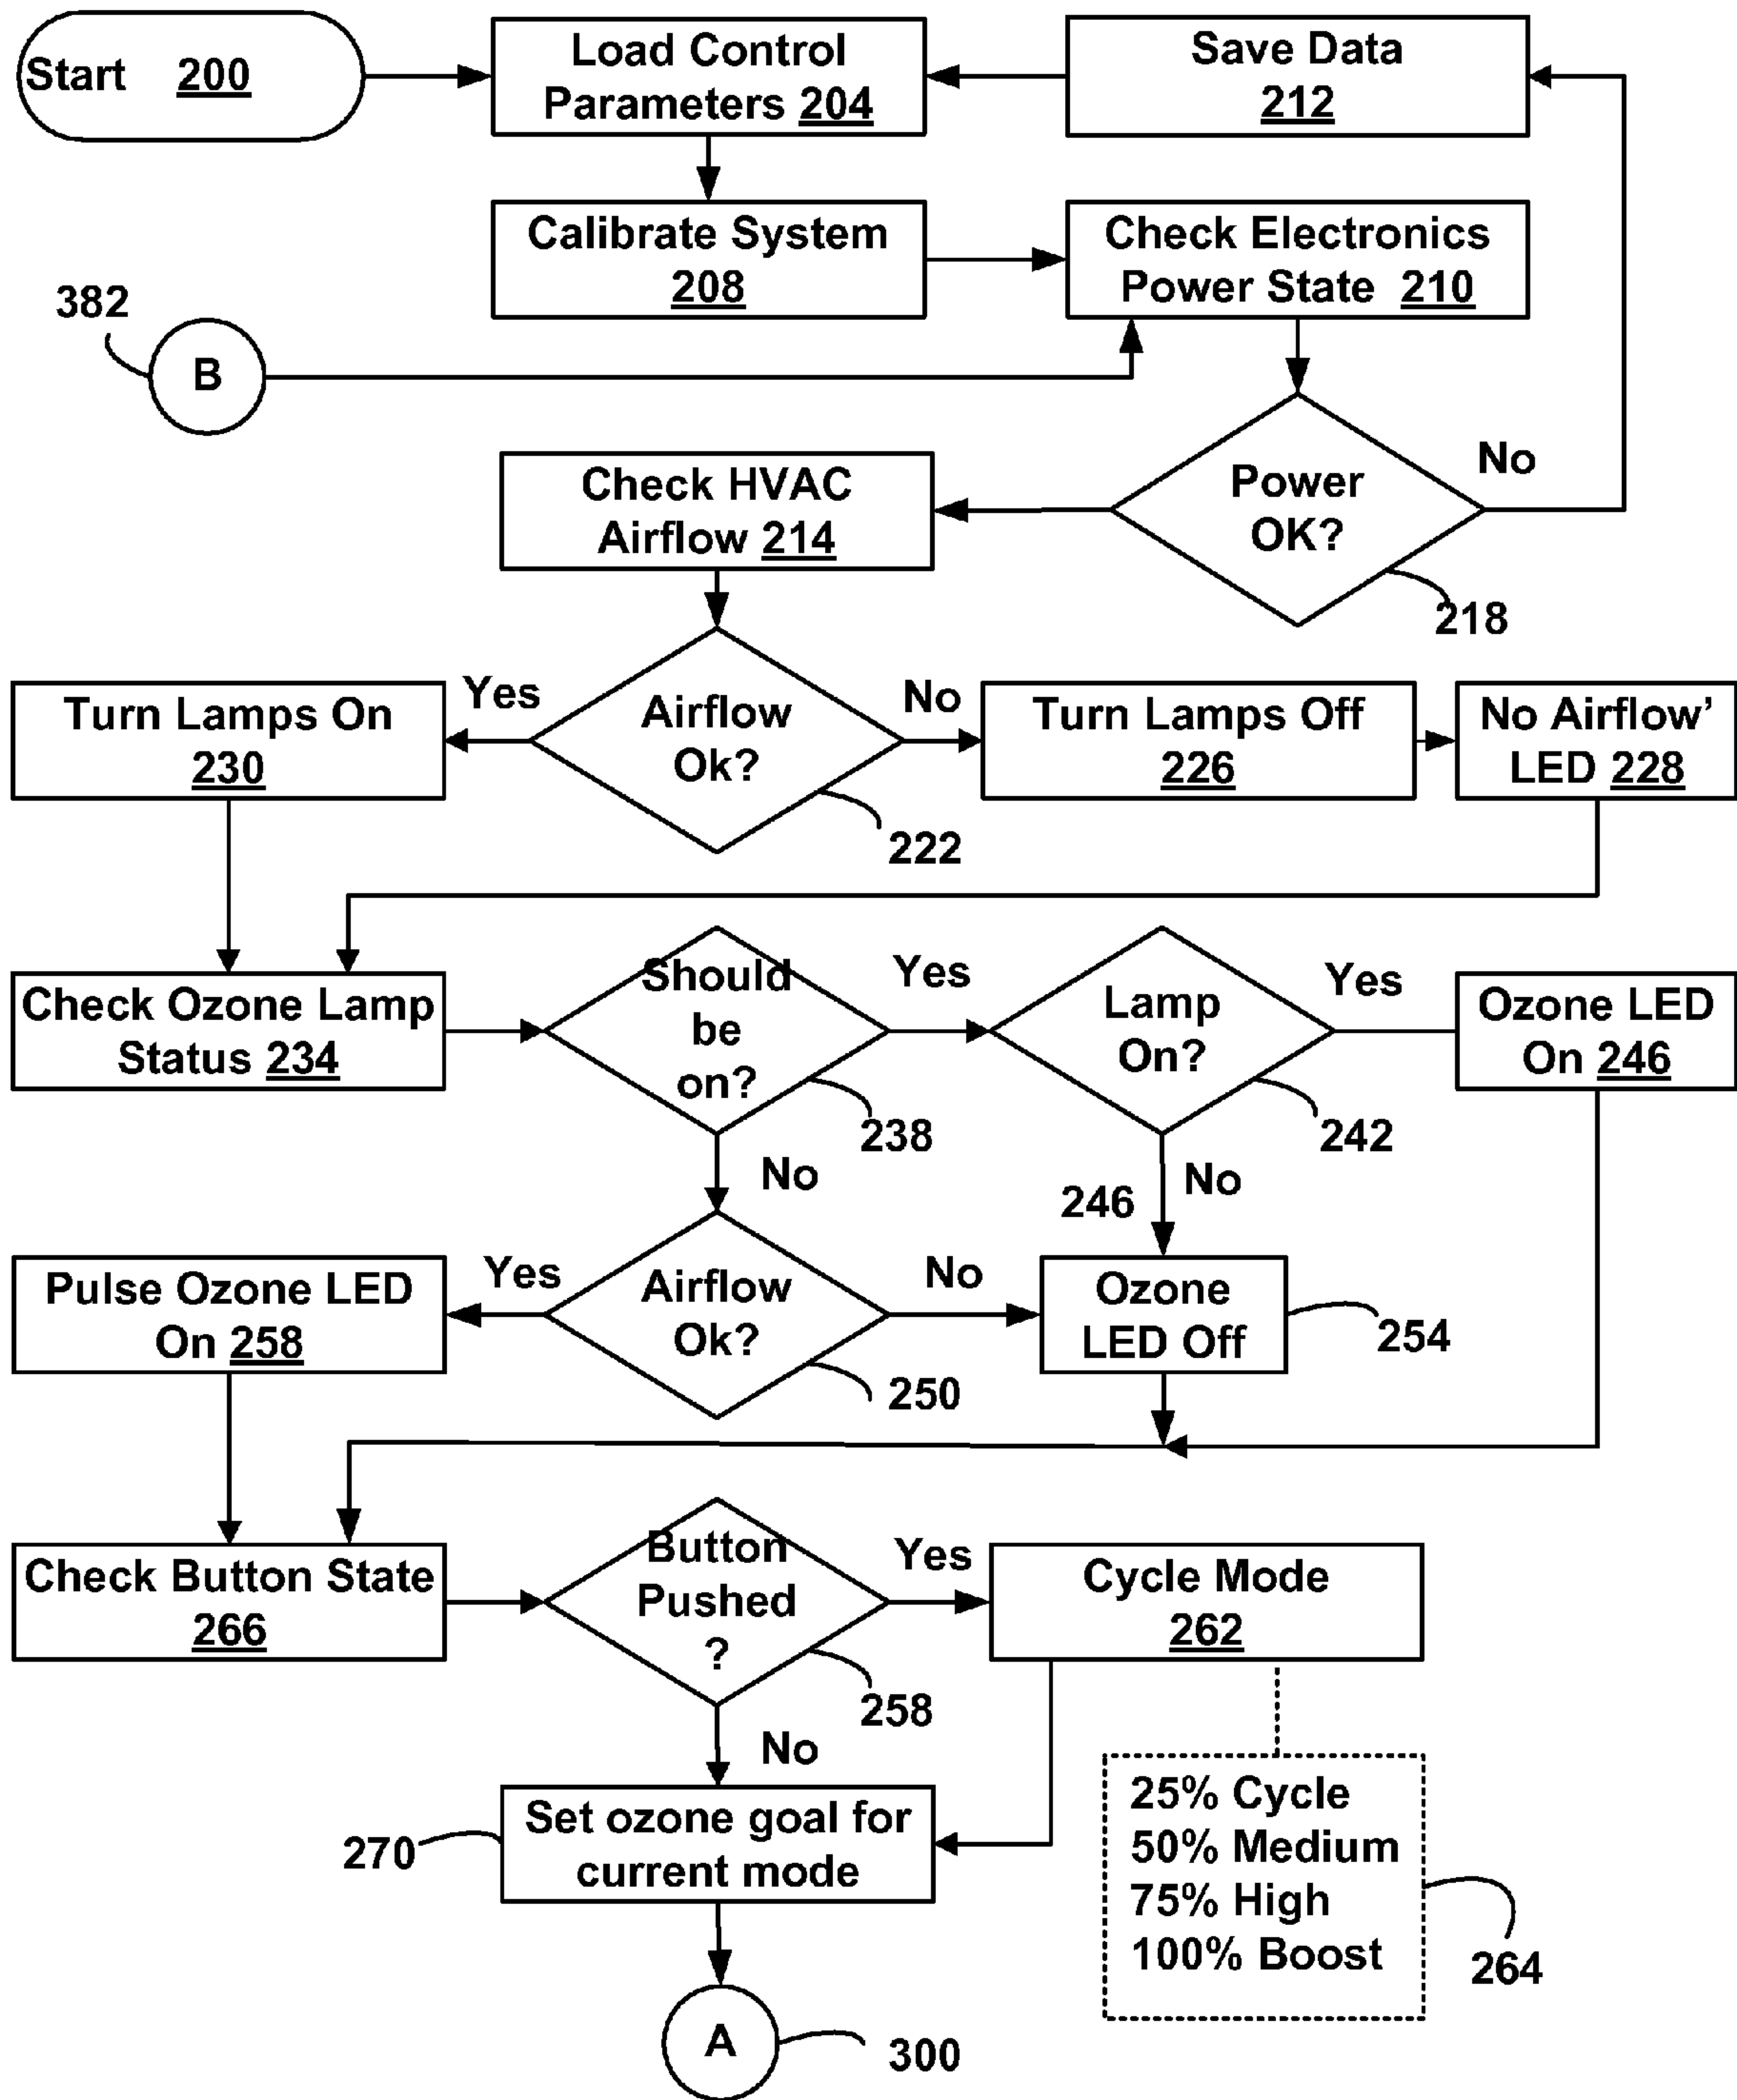 Start 200
Load Control
Parameters 204
Save Data
212
Calibrate System
208
Check Electronics
Power State 210
382
B
Power
OK?
No
218
Check HVAC
Airflow 214
Airflow
Ok?
Yes
No
222
Turn Lamps On
230
Turn Lamps Off
226
No Airflow’
LED 228
Check Ozone Lamp
Status 234
Should
be
on?
Yes
238
No
Lamp
On?
Yes
242
Ozone LED
On 246
246
No
Pulse Ozone LED
On 258
Yes
Airflow
Ok?
No
250
Ozone
LED Off
254
Check Button State
266
Button
Pushed
?
Yes
258
No
Cycle Mode
262
270
Set ozone goal for
current mode
25% Cycle
50% Medium
75% High
100% Boost
264
A
300